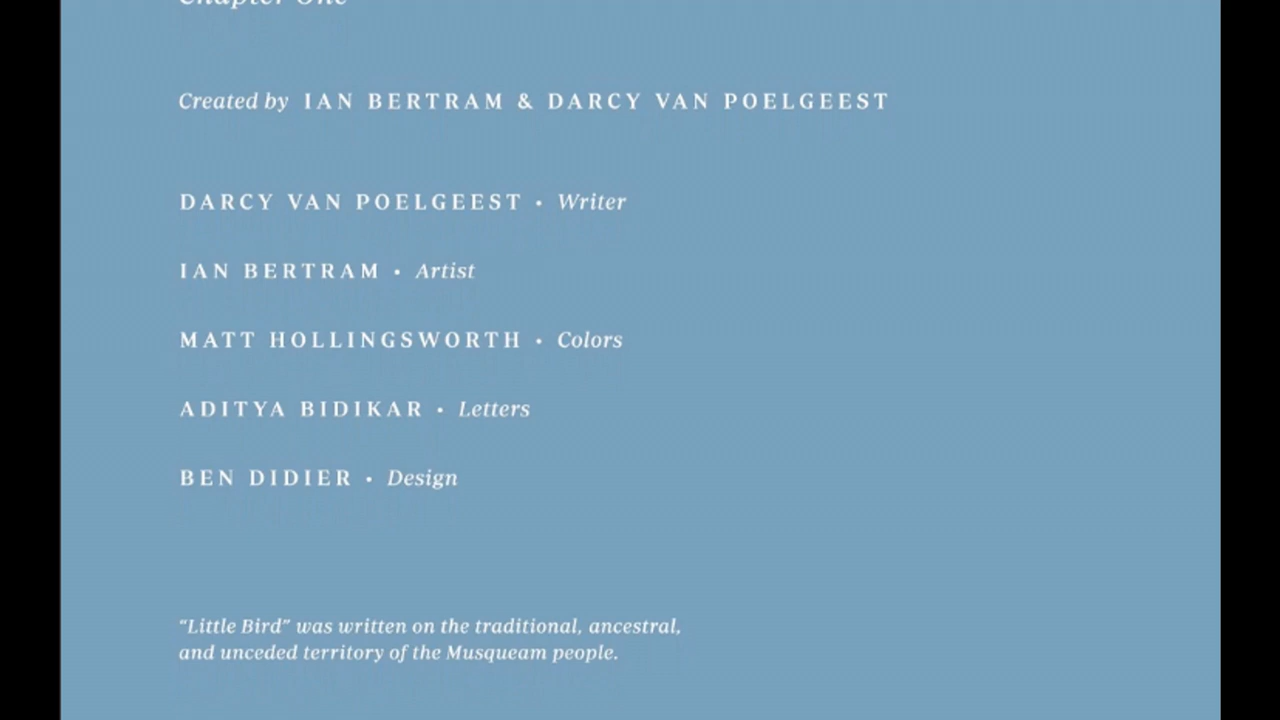 Chapter One
Created by IAN BERTRAM & DARCY VAN POELGEEST
DARCY VAN POELGEEST • Writer
IAN BERTRAM • Artist
MATT HOLLINGSWORTH • Colors
ADITYA BIDIKAR • Letters
BEN DIDIER • Design
“Little Bird” was written on the traditional, ancestral,
and unceded territory of the Musqueam people.